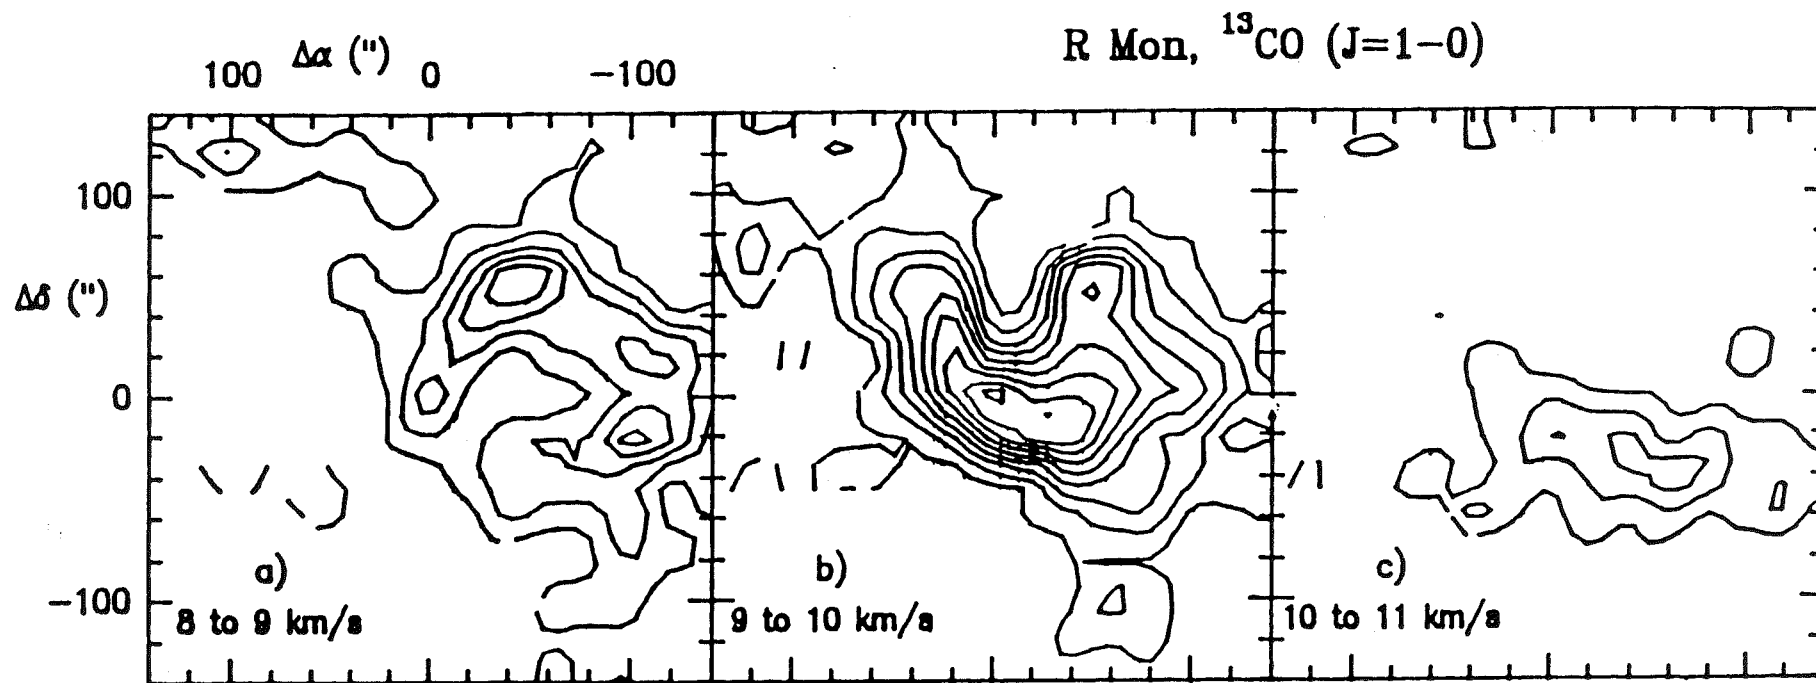 R Mon, ¹³CO (J=1−0)
Δα (")
100 0 −100
Δδ (")
100
0
−100
a)
8 to 9 km/s
b)
9 to 10 km/s
c)
10 to 11 km/s